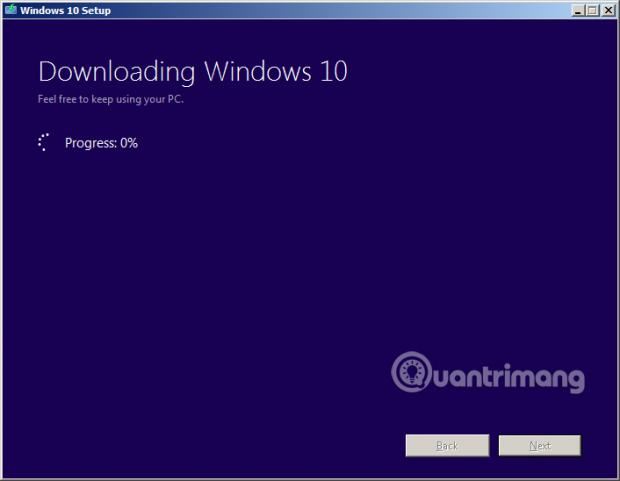 Windows 10 Setup
Downloading Windows 10
Feel free to keep using your PC.
Progress: 0%
Quantrimang
Back
Next